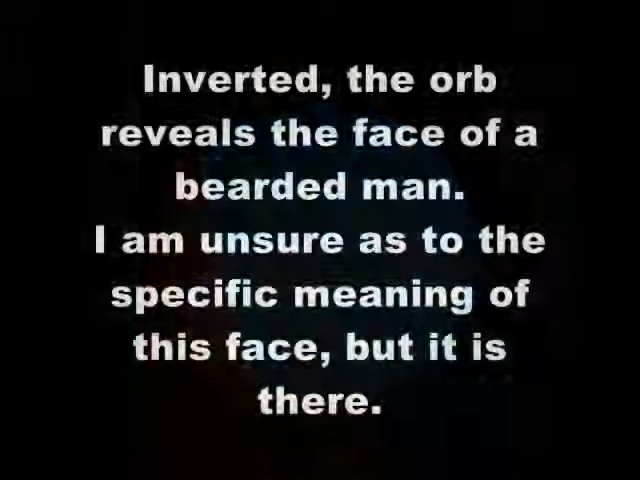 Inverted, the orb
reveals the face of a
bearded man.
I am unsure as to the
specific meaning of
this face, but it is
there.